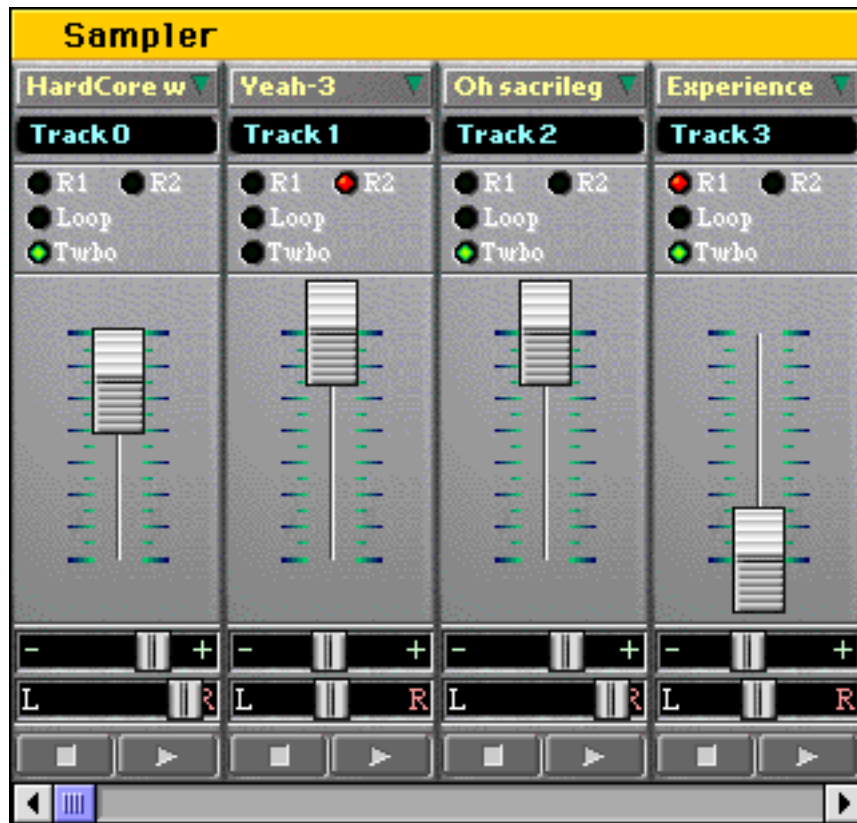 Sampler
HardCore w Yeah-3 Oh sacrileg Experience
Track 0 Track 1 Track 2 Track 3
R1 R2 R1 R2 R1 R2 R1 R2
Loop Loop Loop Loop
Turbo Turbo Turbo Turbo
- + - + - + - +
L R L R L R L R